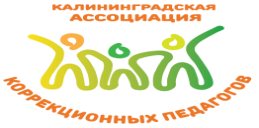 КАЛИНИНГРАДСКАЯ
АССОЦИАЦИЯ
КОРРЕКЦИОННЫХ ПЕДАГОГОВ